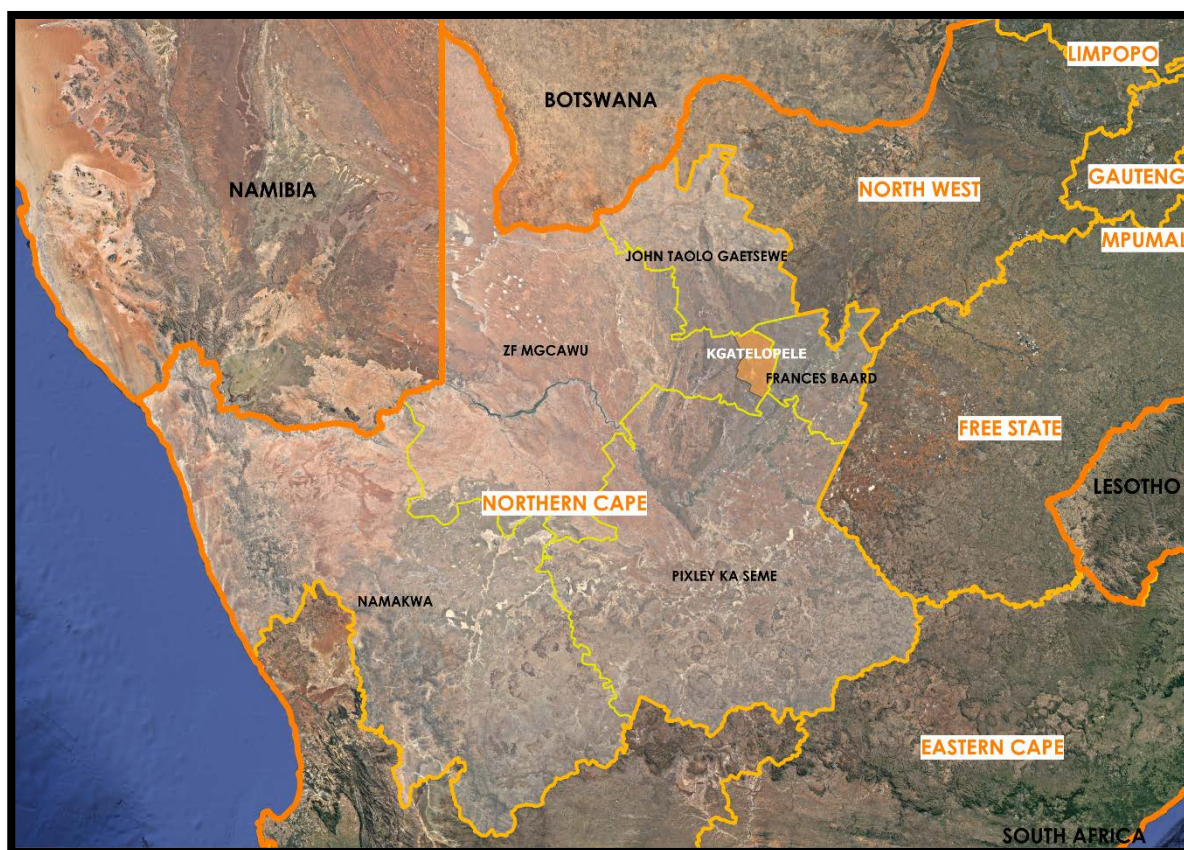 LIMPOPO
BOTSWANA
GAUTENG
NAMIBIA
NORTH WEST
MPUMAL
JOHN TAOLO GAETSEWE
ZF MGCAWU
KGATELOPELE
FRANCES BAARD
FREE STATE
LESOTHO
NORTHERN CAPE
PIXLEY KA SEME
NAMAKWA
EASTERN CAPE
SOUTH AFRICA